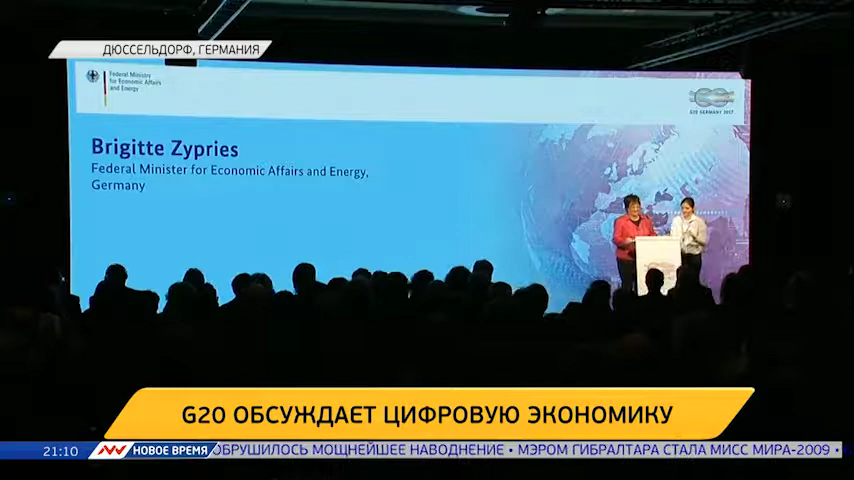 ДЮССЕЛЬДОРФ, ГЕРМАНИЯ
Federal Ministry
for Economic Affairs
and Energy
G20 GERMANY 2017
Brigitte Zypries
Federal Minister for Economic Affairs and Energy,
Germany
G20 ОБСУЖДАЕТ ЦИФРОВУЮ ЭКОНОМИКУ
21:10 НОВОЕ ВРЕМЯ ОБРУШИЛОСЬ МОЩНЕЙШЕЕ НАВОДНЕНИЕ • МЭРОМ ГИБРАЛТАРА СТАЛА МИСС МИРА-2009 •